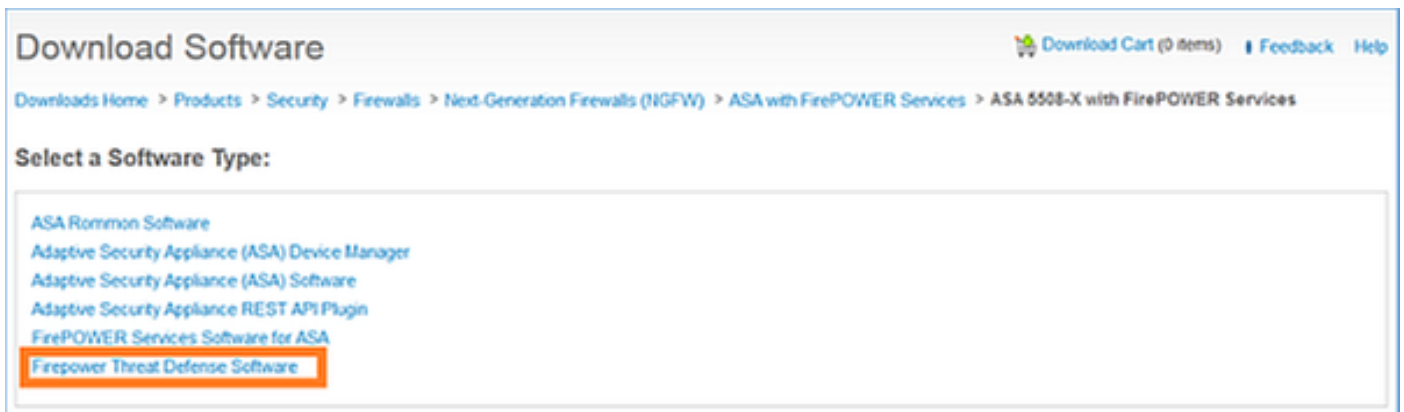 Download Software
Download Cart (0 items) Feedback Help
Downloads Home > Products > Security > Firewalls > Next-Generation Firewalls (NGFW) > ASA with FirePOWER Services > ASA 5508-X with FirePOWER Services
Select a Software Type:
ASA Rommon Software
Adaptive Security Appliance (ASA) Device Manager
Adaptive Security Appliance (ASA) Software
Adaptive Security Appliance REST API Plugin
FirePOWER Services Software for ASA
Firepower Threat Defense Software